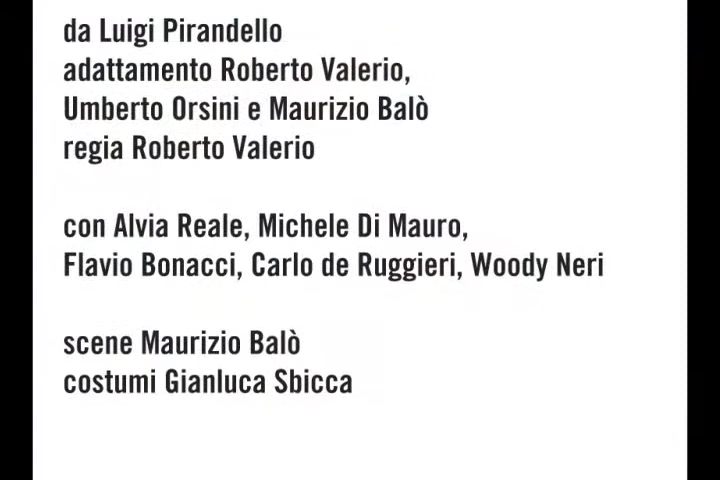 da Luigi Pirandello
adattamento Roberto Valerio,
Umberto Orsini e Maurizio Balò
regia Roberto Valerio
con Alvia Reale, Michele Di Mauro,
Flavio Bonacci, Carlo de Ruggieri, Woody Neri
scene Maurizio Balò
costumi Gianluca Sbicca